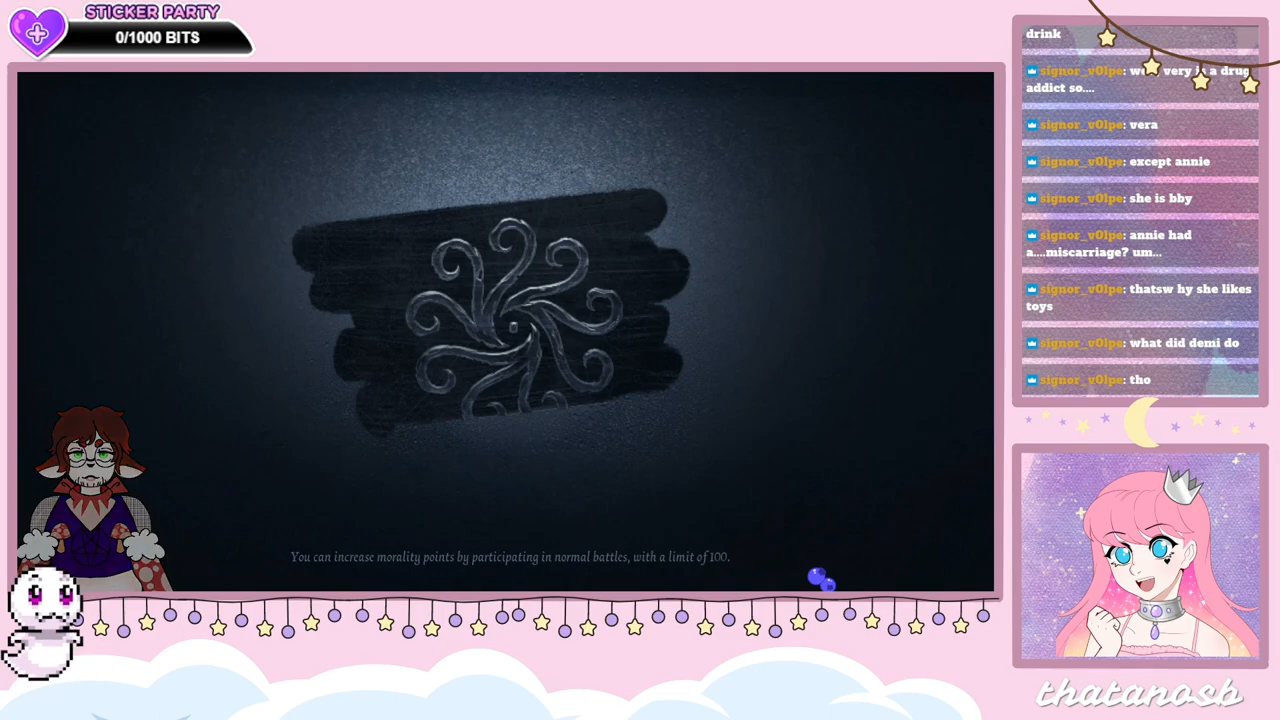 STICKER PARTY
0/1000 BITS
drink
signor_v0lpe: very is a drug
addict so....
signor_v0lpe: vera
signor_v0lpe: except annie
signor_v0lpe: she is bby
signor_v0lpe: annie had
a....miscarriage? um...
signor_v0lpe: thatsw hy she likes
toys
signor_v0lpe: what did demi do
signor_v0lpe: tho
You can increase morality points by participating in normal battles, with a limit of 100.
thatanosb